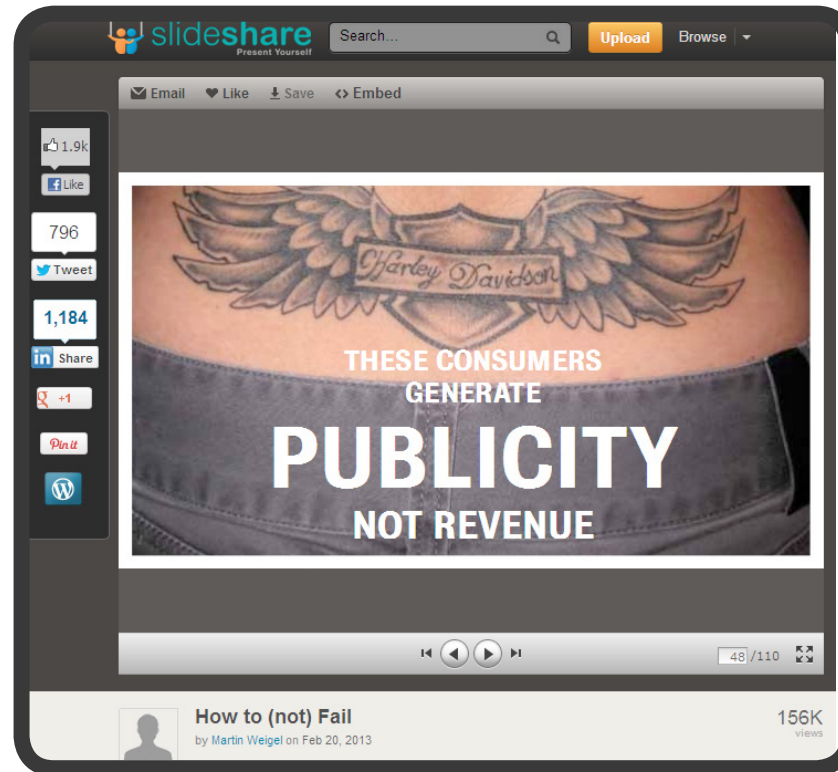 slideshare
Present Yourself
Search...
Upload
Browse
Email
Like
Save
Embed
1.9k
Like
796
Tweet
1,184
in Share
+1
Pin it
Charley Davidson
THESE CONSUMERS
GENERATE
PUBLICITY
NOT REVENUE
48 /110
How to (not) Fail
156K
views
by Martin Weigel on Feb 20, 2013